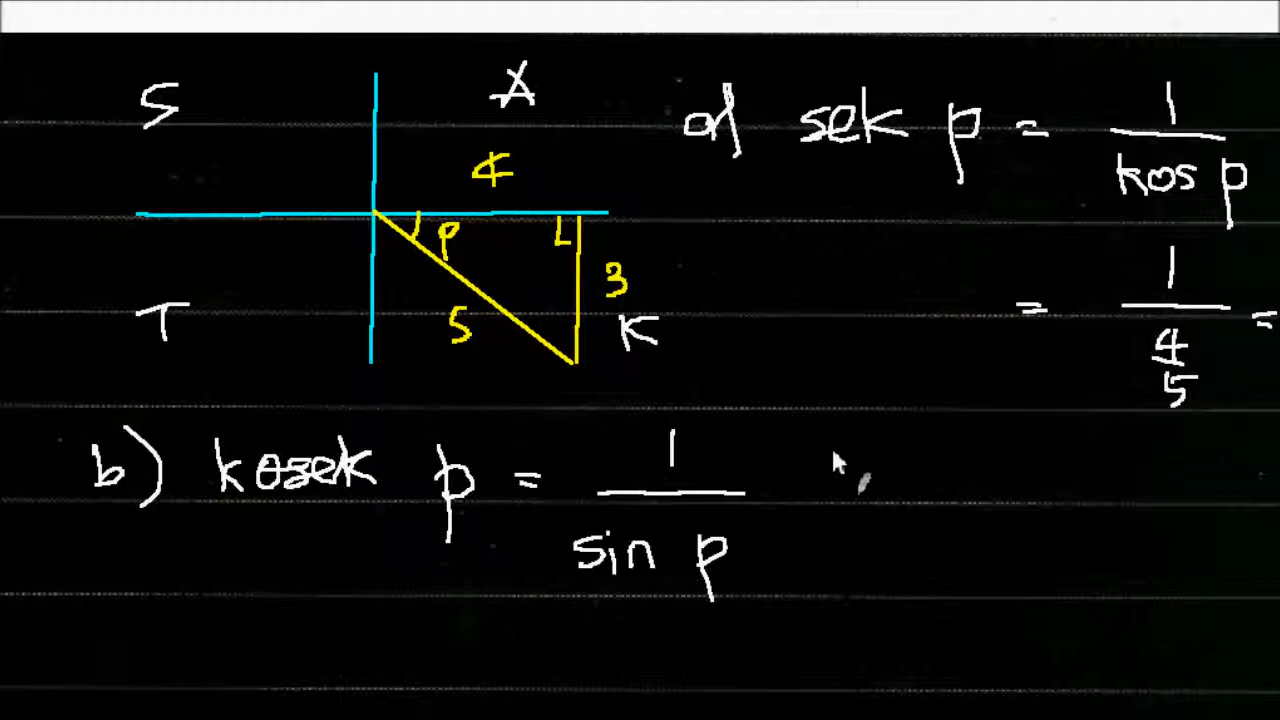 S A
4
p
3
5
T K
a) sek p = 1
kos p
= 1 =
4
5
b) kosek p = 1
sin p